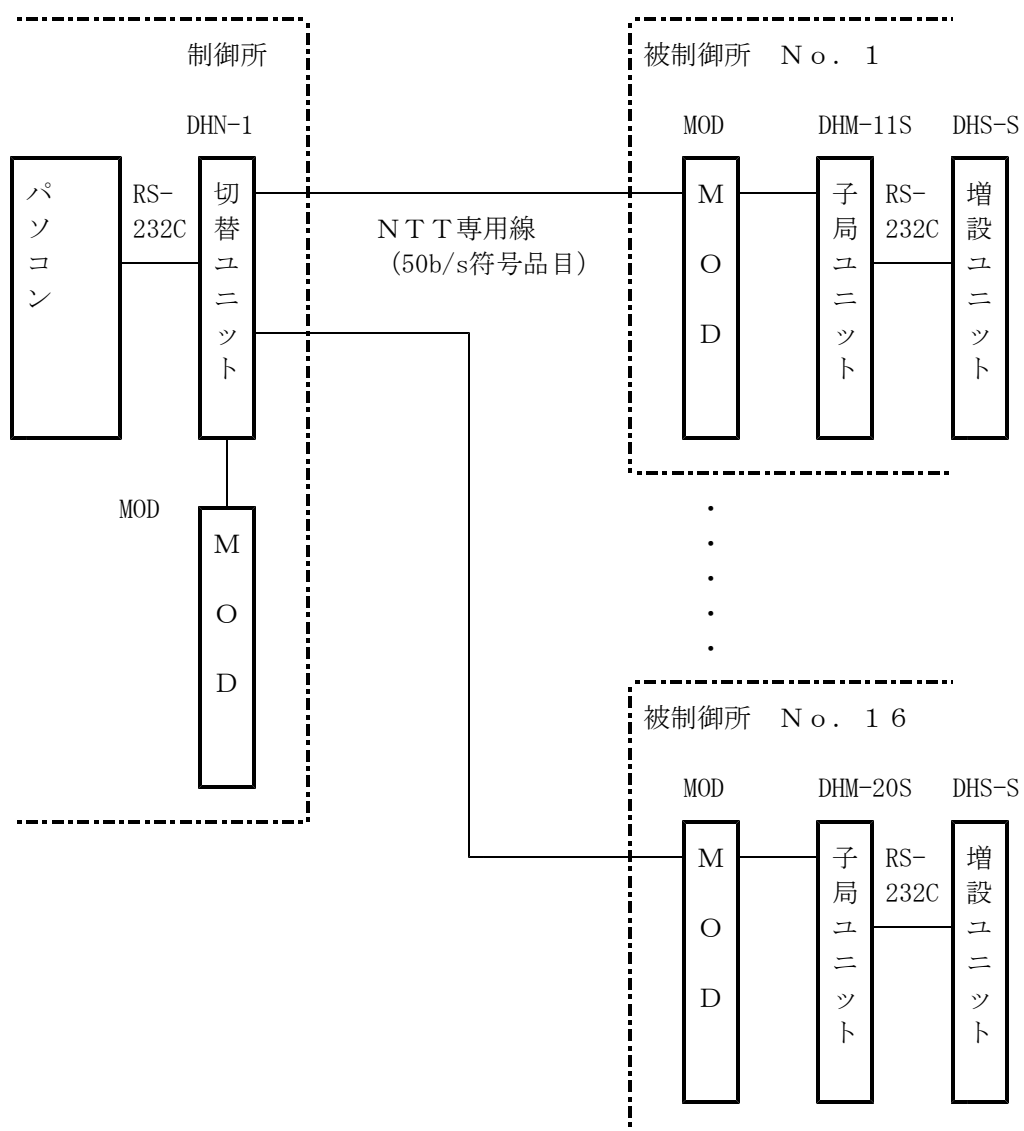 制御所
DHN-1
パソコン
RS-
232C
切替ユニット
MOD
MOD
NTT専用線
(50b/s符号品目)
被制御所 No.1
MOD
DHM-11S
DHS-S
MOD
子局ユニット
RS-
232C
増設ユニット
・
・
・
・
・
被制御所 No.16
MOD
DHM-20S
DHS-S
MOD
子局ユニット
RS-
232C
増設ユニット